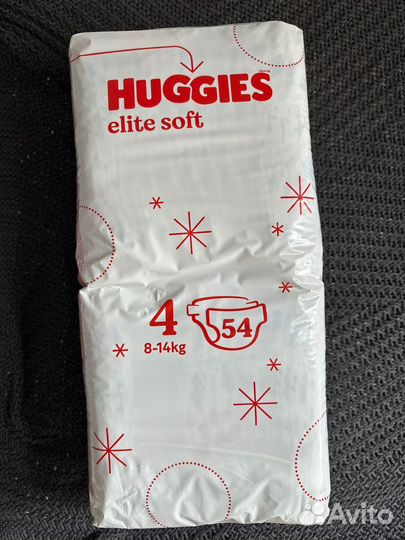 HUGGIES
elite soft
4
54
8-14kg
Avito